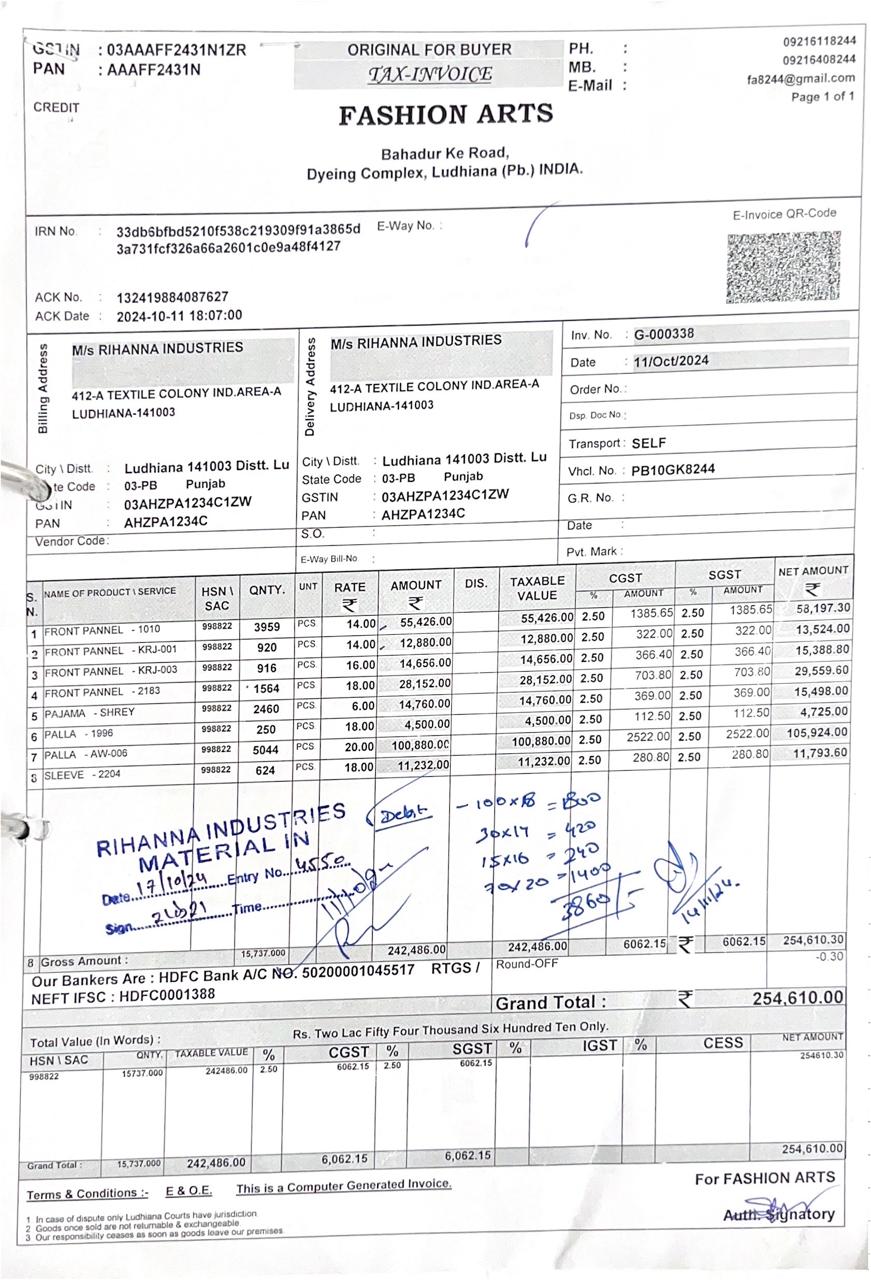 GSTIN : 03AAAFF2431N1ZR
PAN : AAAFF2431N
CREDIT
ORIGINAL FOR BUYER
TAX-INVOICE
PH. : 09216118244
MB. : 09216408244
E-Mail : fa8244@gmail.com
Page 1 of 1
FASHION ARTS
Bahadur Ke Road,
Dyeing Complex, Ludhiana (Pb.) INDIA.
IRN No. : 33db6bfbd5210f538c219309f91a3865d
3a731fcf326a66a2601c0e9a48f4127
E-Way No. :
E-Invoice QR-Code
ACK No. : 132419884087627
ACK Date : 2024-10-11 18:07:00
Billing Address
M/s RIHANNA INDUSTRIES
412-A TEXTILE COLONY IND.AREA-A
LUDHIANA-141003
City \ Distt. : Ludhiana 141003 Distt. Lu
State Code : 03-PB Punjab
GSTIN : 03AHZPA1234C1ZW
PAN : AHZPA1234C
Vendor Code:
Delivery Address
M/s RIHANNA INDUSTRIES
412-A TEXTILE COLONY IND.AREA-A
LUDHIANA-141003
City \ Distt. : Ludhiana 141003 Distt. Lu
State Code : 03-PB Punjab
GSTIN : 03AHZPA1234C1ZW
PAN : AHZPA1234C
S.O. :
E-Way Bill-No :
Inv. No. : G-000338
Date : 11/Oct/2024
Order No. :
Dsp. Doc No :
Transport : SELF
Vhcl. No. : PB10GK8244
G.R. No. :
Date :
Pvt. Mark :
S. N. NAME OF PRODUCT \ SERVICE HSN \ SAC QNTY. UNT RATE ₹ AMOUNT ₹ DIS. TAXABLE VALUE CGST % AMOUNT SGST % AMOUNT NET AMOUNT ₹
1 FRONT PANNEL - 1010 998822 3959 PCS 14.00 55,426.00 55,426.00 2.50 1385.65 2.50 1385.65 58,197.30
2 FRONT PANNEL - KRJ-001 998822 920 PCS 14.00 12,880.00 12,880.00 2.50 322.00 2.50 322.00 13,524.00
3 FRONT PANNEL - KRJ-003 998822 916 PCS 16.00 14,656.00 14,656.00 2.50 366.40 2.50 366.40 15,388.80
4 FRONT PANNEL - 2183 998822 1564 PCS 18.00 28,152.00 28,152.00 2.50 703.80 2.50 703.80 29,559.60
5 PAJAMA - SHREY 998822 2460 PCS 6.00 14,760.00 14,760.00 2.50 369.00 2.50 369.00 15,498.00
6 PALLA - 1996 998822 250 PCS 18.00 4,500.00 4,500.00 2.50 112.50 2.50 112.50 4,725.00
7 PALLA - AW-006 998822 5044 PCS 20.00 100,880.00 100,880.00 2.50 2522.00 2.50 2522.00 105,924.00
8 SLEEVE - 2204 998822 624 PCS 18.00 11,232.00 11,232.00 2.50 280.80 2.50 280.80 11,793.60
RIHANNA INDUSTRIES
MATERIAL IN
Date 17/10/24 Entry No. 4550
Sign Time
Debit - 100x18 = 1800
30x14 = 420
15x16 = 240
70x20 = 1400
3860/5
14/11/24.
8 Gross Amount : 15,737.000 242,486.00 242,486.00 6062.15 ₹ 6062.15 254,610.30
Our Bankers Are : HDFC Bank A/C NO. 50200001045517 RTGS /
NEFT IFSC : HDFC0001388
Round-OFF -0.30
Grand Total : ₹ 254,610.00
Total Value (In Words) : Rs. Two Lac Fifty Four Thousand Six Hundred Ten Only.
HSN \ SAC QNTY. TAXABLE VALUE % CGST % SGST % IGST % CESS NET AMOUNT
998822 15737.000 242486.00 2.50 6062.15 2.50 6062.15 254610.30
Grand Total : 15,737.000 242,486.00 6,062.15 6,062.15 254,610.00
Terms & Conditions :- E & O.E. This is a Computer Generated Invoice.
1 In case of dispute only Ludhiana Courts have jurisdiction.
2 Goods once sold are not returnable & exchangeable.
3 Our responsibility ceases as soon as goods leave our premises.
For FASHION ARTS
Auth. Signatory